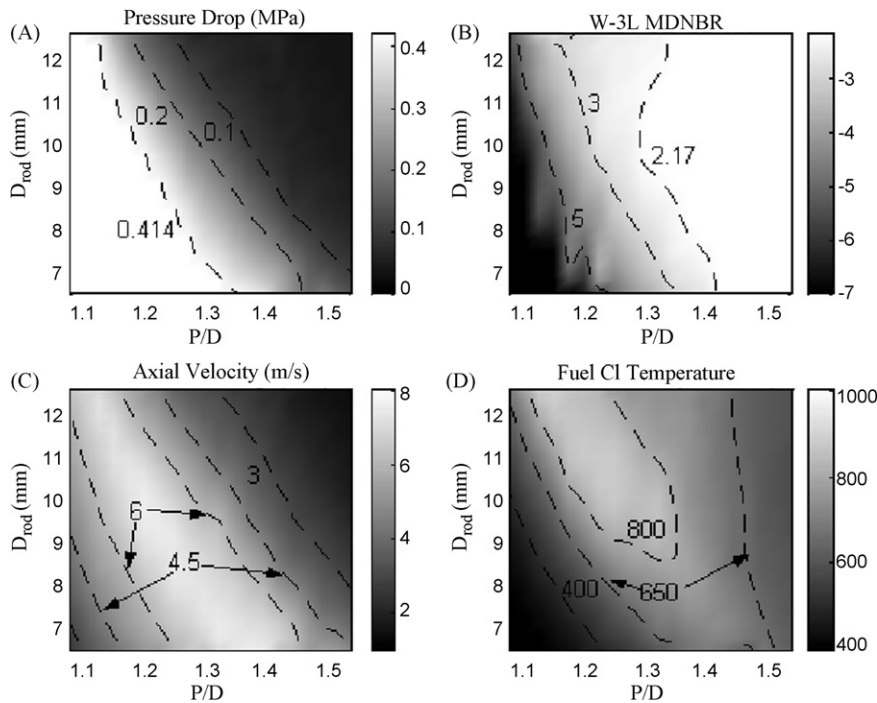 (A)
Pressure Drop (MPa)
D_rod (mm)
12
11
10
9
8
7
0.2
0.1
0.414
1.1 1.2 1.3 1.4 1.5
P/D
0.4
0.3
0.2
0.1
0
(B)
W-3L MDNBR
D_rod (mm)
12
11
10
9
8
7
3
2.17
5
1.1 1.2 1.3 1.4 1.5
P/D
-3
-4
-5
-6
-7
(C)
Axial Velocity (m/s)
D_rod (mm)
12
11
10
9
8
7
3
6
4.5
1.1 1.2 1.3 1.4 1.5
P/D
8
6
4
2
(D)
Fuel Cl Temperature
D_rod (mm)
12
11
10
9
8
7
800
400 650
1.1 1.2 1.3 1.4 1.5
P/D
1000
800
600
400